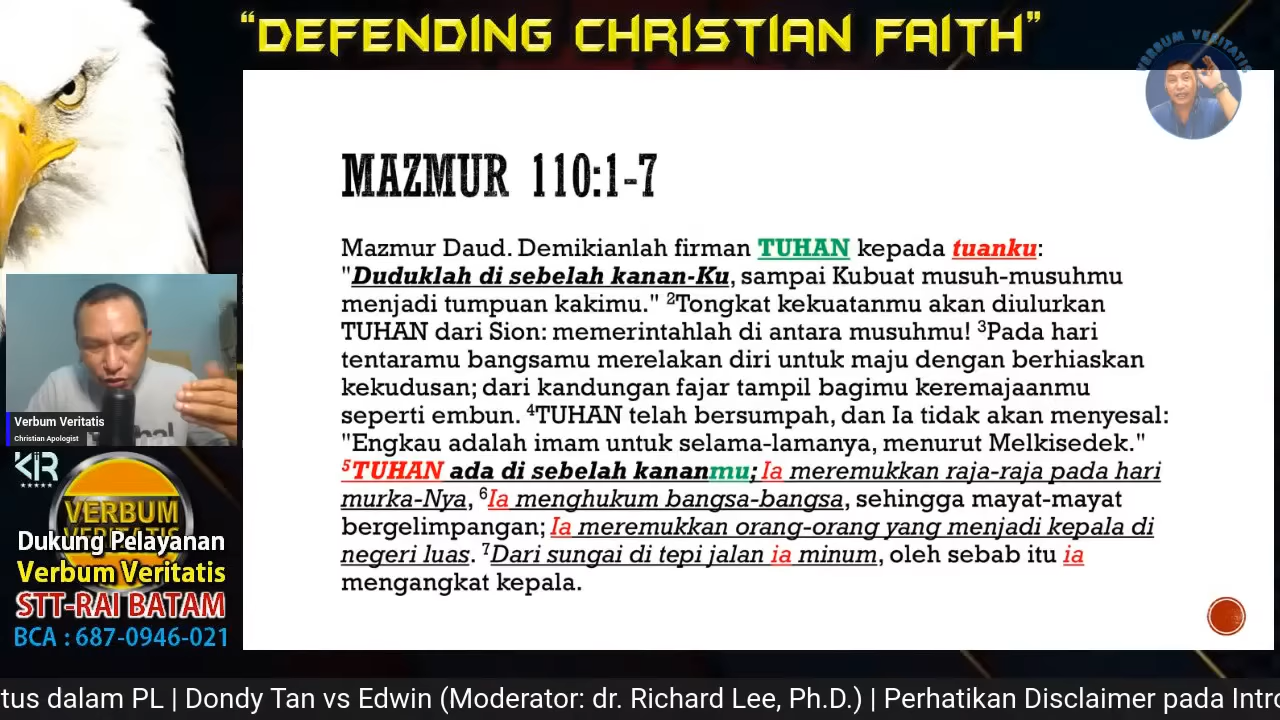 “DEFENDING CHRISTIAN FAITH”
VERBUM VERITATIS
MAZMUR 110:1-7
Mazmur Daud. Demikianlah firman TUHAN kepada tuanku:
"Duduklah di sebelah kanan-Ku, sampai Kubuat musuh-musuhmu
menjadi tumpuan kakimu." ²Tongkat kekuatanmu akan diulurkan
TUHAN dari Sion: memerintahlah di antara musuhmu! ³Pada hari
tentaramu bangsamu merelakan diri untuk maju dengan berhiaskan
kekudusan; dari kandungan fajar tampil bagimu keremajaanmu
seperti embun. ⁴TUHAN telah bersumpah, dan Ia tidak akan menyesal:
"Engkau adalah imam untuk selama-lamanya, menurut Melkisedek."
⁵TUHAN ada di sebelah kananmu; Ia meremukkan raja-raja pada hari
murka-Nya, ⁶Ia menghukum bangsa-bangsa, sehingga mayat-mayat
bergelimpangan; Ia meremukkan orang-orang yang menjadi kepala di
negeri luas. ⁷Dari sungai di tepi jalan ia minum, oleh sebab itu ia
mengangkat kepala.
Verbum Veritatis
Christian Apologist
KIR
VERBUM
VERITATIS
Dukung Pelayanan
Verbum Veritatis
STT-RAI BATAM
BCA : 687-0946-021
tus dalam PL | Dondy Tan vs Edwin (Moderator: dr. Richard Lee, Ph.D.) | Perhatikan Disclaimer pada Intro